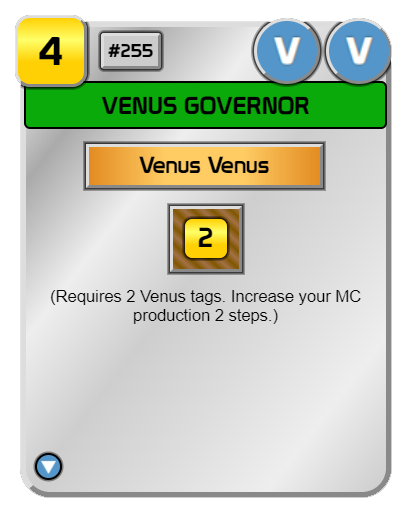 4 #255 V V
VENUS GOVERNOR
Venus Venus
2
(Requires 2 Venus tags. Increase your MC
production 2 steps.)